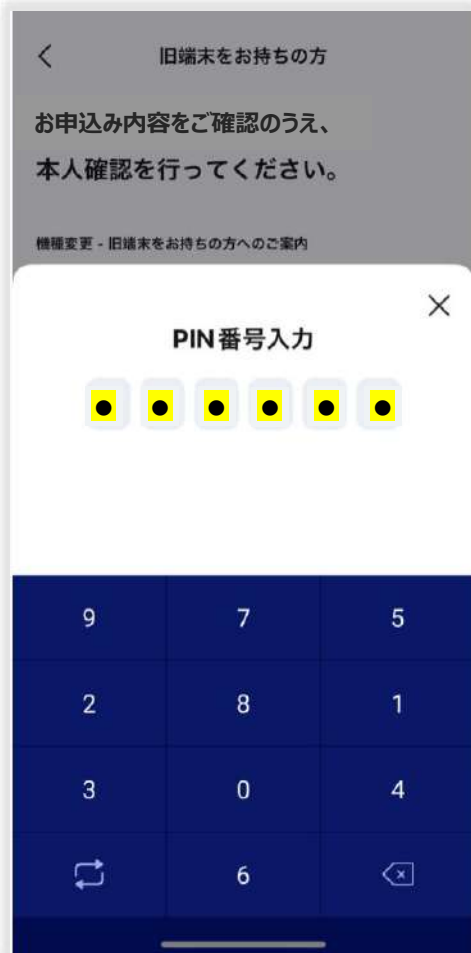 旧端末をお持ちの方
お申込み内容をご確認のうえ、
本人確認を行ってください。
機種変更 - 旧端末をお持ちの方へのご案内
PIN番号入力
9 7 5
2 8 1
3 0 4
6